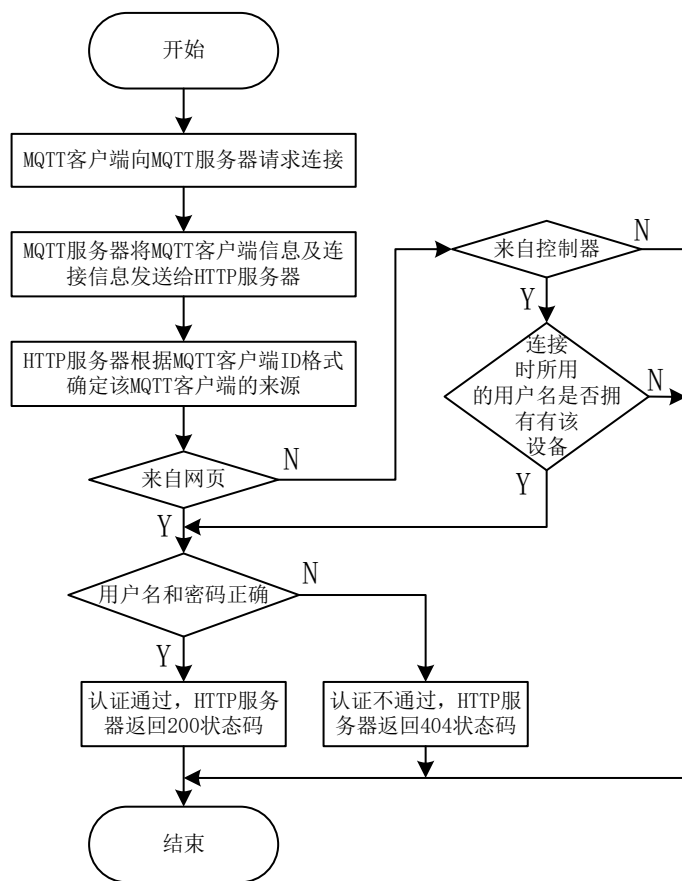 开始
MQTT客户端向MQTT服务器请求连接
MQTT服务器将MQTT客户端信息及连
接信息发送给HTTP服务器
HTTP服务器根据MQTT客户端ID格式
确定该MQTT客户端的来源
来自网页
N
Y
来自控制器
N
Y
连接
时所用
的用户名是否拥
有有该
设备
N
Y
用户名和密码正确
N
Y
认证通过，HTTP服务
器返回200状态码
认证不通过，HTTP服
务器返回404状态码
结束